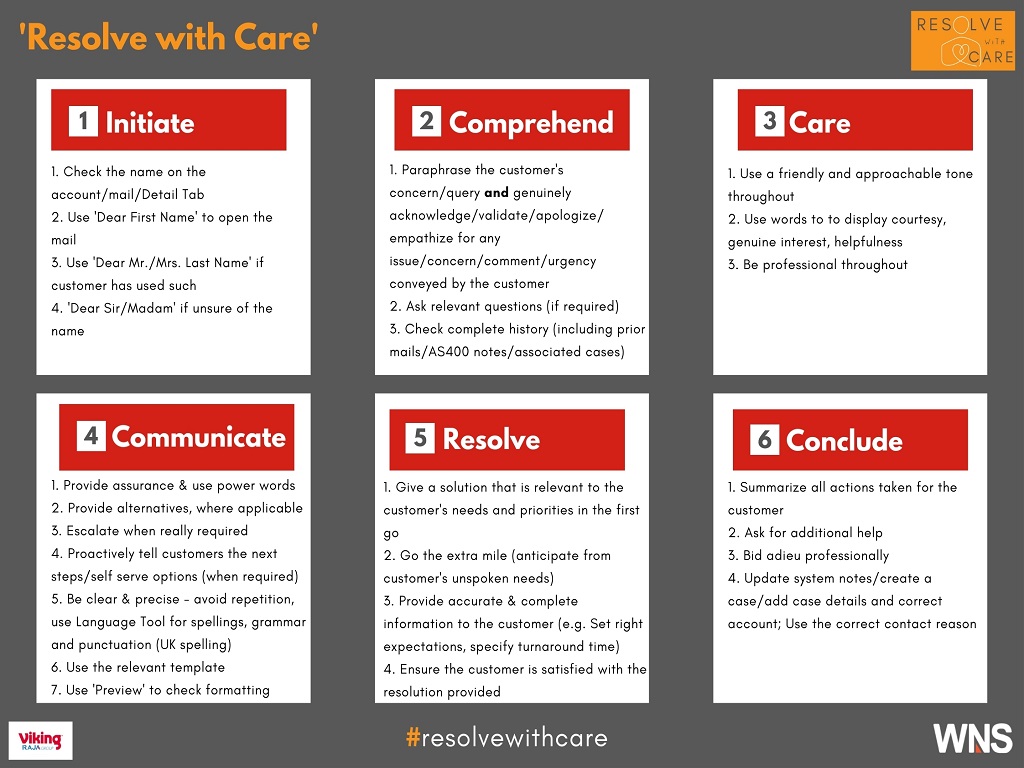 'Resolve with Care'
RESOLVE
with
CARE
1 Initiate
1. Check the name on the
account/mail/Detail Tab
2. Use 'Dear First Name' to open the
mail
3. Use 'Dear Mr./Mrs. Last Name' if
customer has used such
4. 'Dear Sir/Madam' if unsure of the
name
2 Comprehend
1. Paraphrase the customer's
concern/query and genuinely
acknowledge/validate/apologize/
empathize for any
issue/concern/comment/urgency
conveyed by the customer
2. Ask relevant questions (if required)
3. Check complete history (including prior
mails/AS400 notes/associated cases)
3 Care
1. Use a friendly and approachable tone
throughout
2. Use words to to display courtesy,
genuine interest, helpfulness
3. Be professional throughout
4 Communicate
1. Provide assurance & use power words
2. Provide alternatives, where applicable
3. Escalate when really required
4. Proactively tell customers the next
steps/self serve options (when required)
5. Be clear & precise - avoid repetition,
use Language Tool for spellings, grammar
and punctuation (UK spelling)
6. Use the relevant template
7. Use 'Preview' to check formatting
5 Resolve
1. Give a solution that is relevant to the
customer's needs and priorities in the first
go
2. Go the extra mile (anticipate from
customer's unspoken needs)
3. Provide accurate & complete
information to the customer (e.g. Set right
expectations, specify turnaround time)
4. Ensure the customer is satisfied with the
resolution provided
6 Conclude
1. Summarize all actions taken for the
customer
2. Ask for additional help
3. Bid adieu professionally
4. Update system notes/create a
case/add case details and correct
account; Use the correct contact reason
Viking
RAJA GROUP
#resolvewithcare
WNS